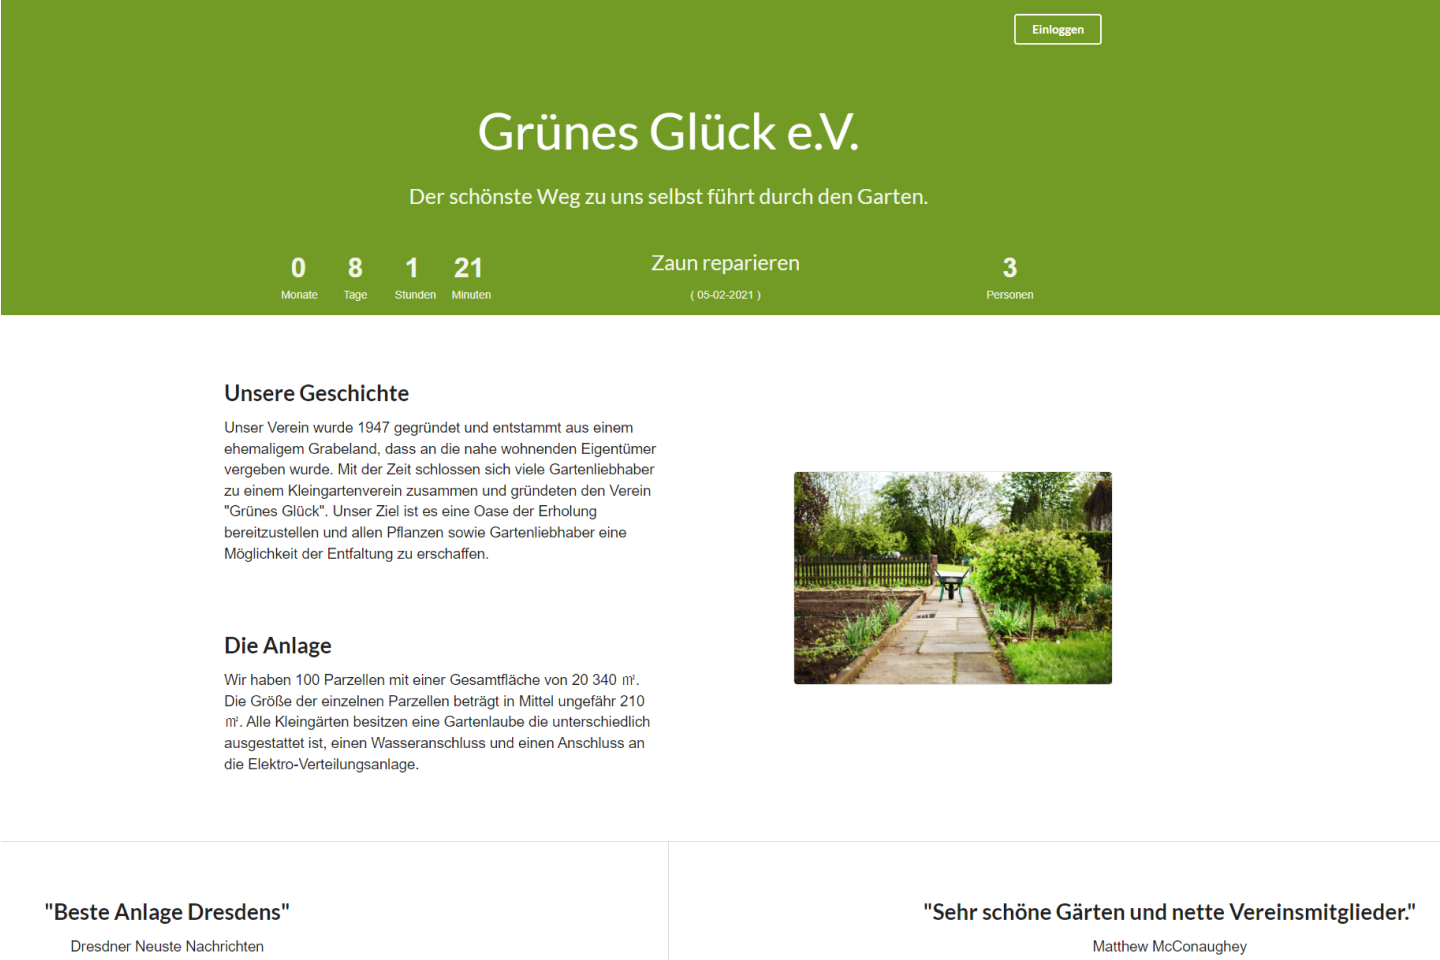 Einloggen
Grünes Glück e.V.
Der schönste Weg zu uns selbst führt durch den Garten.
0 8 1 21 Zaun reparieren 3
Monate Tage Stunden Minuten ( 05-02-2021 ) Personen
Unsere Geschichte
Unser Verein wurde 1947 gegründet und entstammt aus einem
ehemaligem Grabeland, dass an die nahe wohnenden Eigentümer
vergeben wurde. Mit der Zeit schlossen sich viele Gartenliebhaber
zu einem Kleingartenverein zusammen und gründeten den Verein
"Grünes Glück". Unser Ziel ist es eine Oase der Erholung
bereitzustellen und allen Pflanzen sowie Gartenliebhaber eine
Möglichkeit der Entfaltung zu erschaffen.
Die Anlage
Wir haben 100 Parzellen mit einer Gesamtfläche von 20 340 ㎡.
Die Größe der einzelnen Parzellen beträgt in Mittel ungefähr 210
㎡. Alle Kleingärten besitzen eine Gartenlaube die unterschiedlich
ausgestattet ist, einen Wasseranschluss und einen Anschluss an
die Elektro-Verteilungsanlage.
"Beste Anlage Dresdens"
Dresdner Neuste Nachrichten
"Sehr schöne Gärten und nette Vereinsmitglieder."
Matthew McConaughey